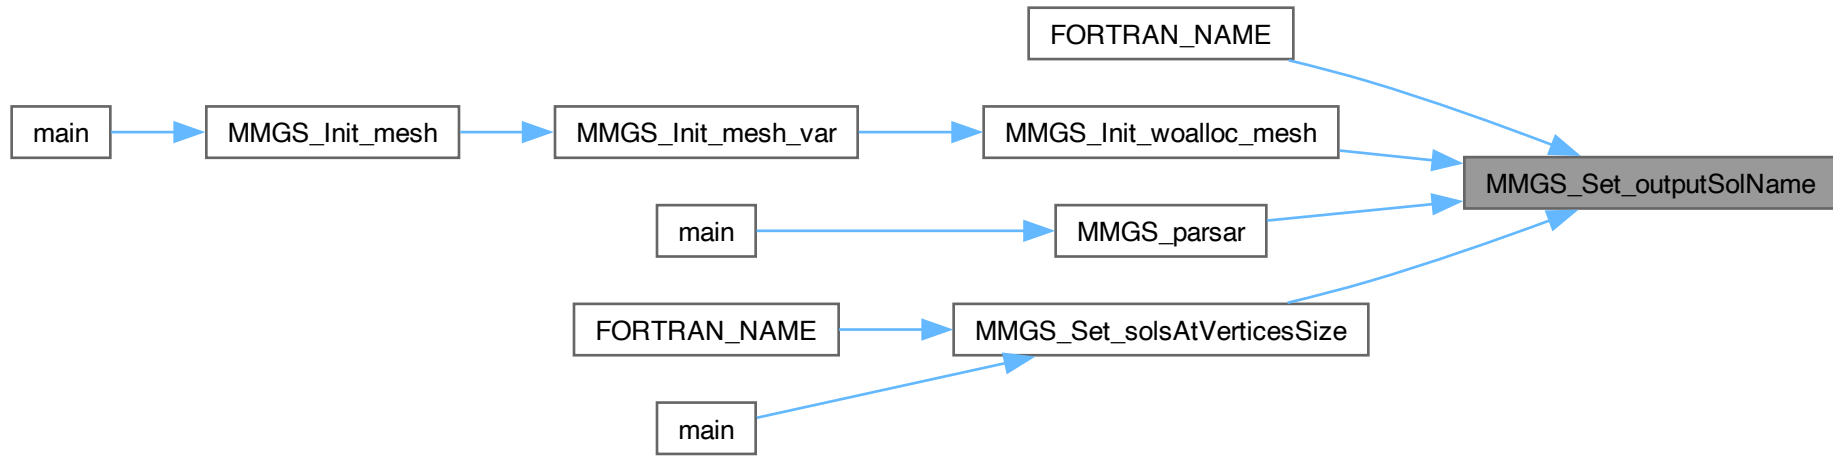 FORTRAN_NAME
main
MMGS_Init_mesh
MMGS_Init_mesh_var
MMGS_Init_woalloc_mesh
MMGS_Set_outputSolName
main
MMGS_parsar
FORTRAN_NAME
MMGS_Set_solsAtVerticesSize
main